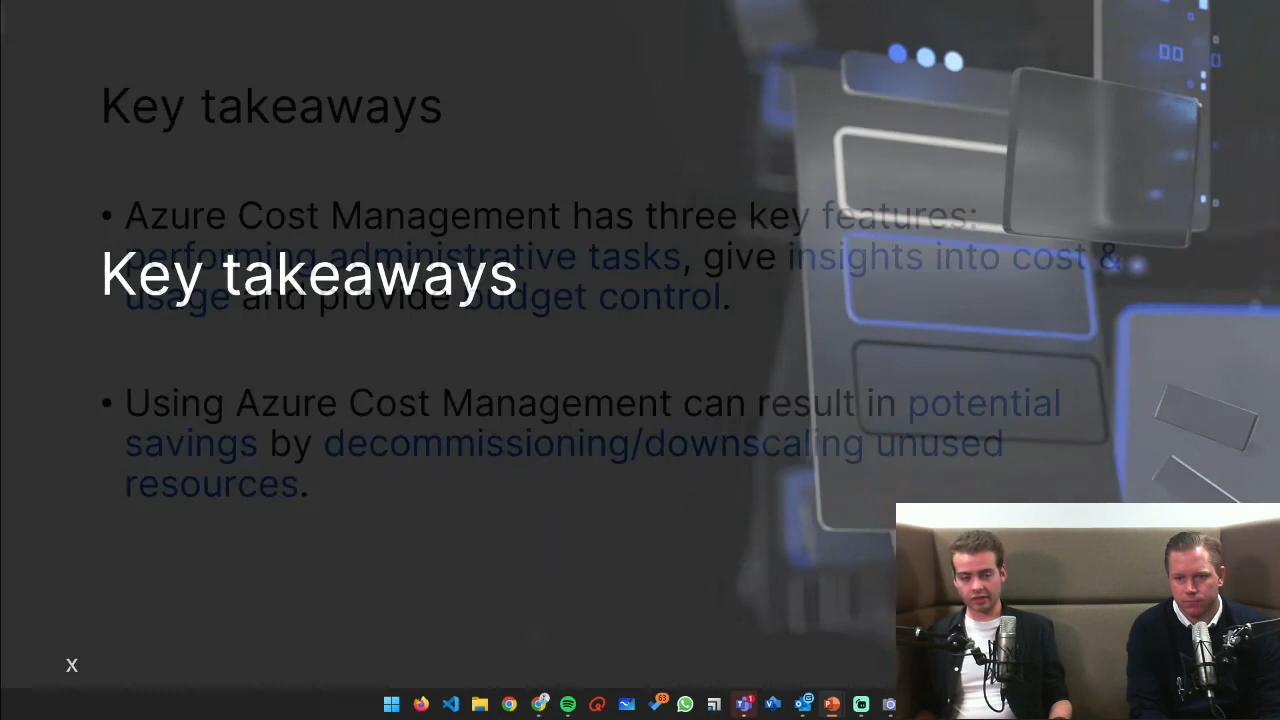 Key takeaways
• Azure Cost Management has three key features:
performing administrative tasks, give insights into cost &
Key takeaways
usage and provide budget control.
• Using Azure Cost Management can result in potential
savings by decommissioning/downscaling unused
resources.
X
63